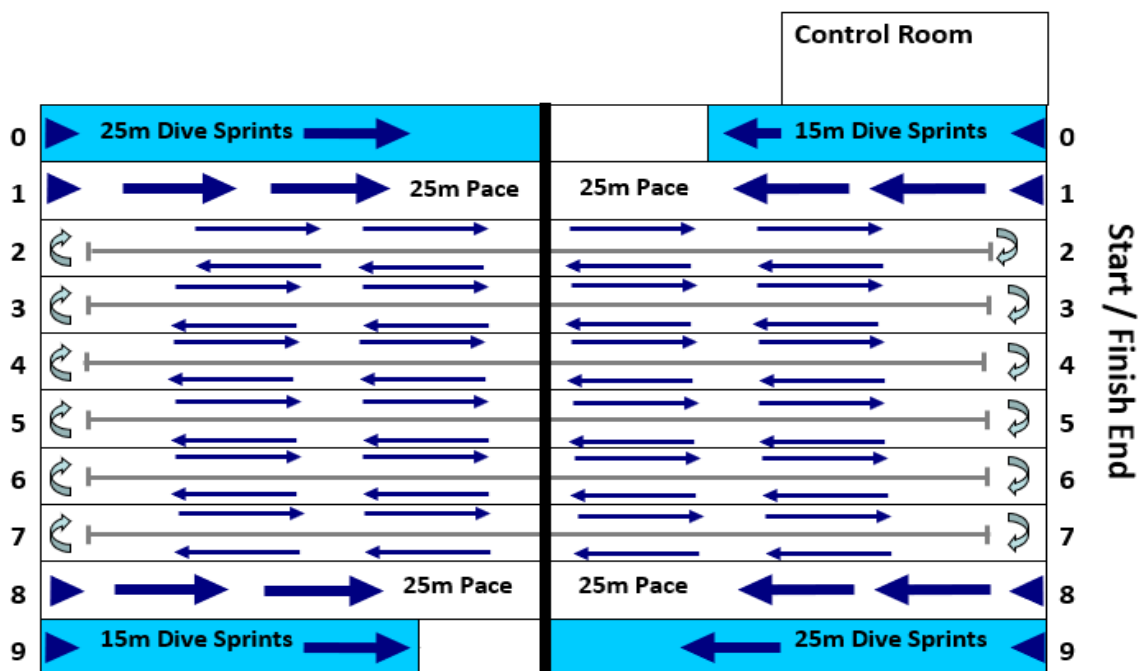 Control Room
0 25m Dive Sprints 15m Dive Sprints 0
1 25m Pace 25m Pace 1
2 2
3 3
4 4
5 5
6 6
7 7
8 25m Pace 25m Pace 8
9 15m Dive Sprints 25m Dive Sprints 9
Start / Finish End